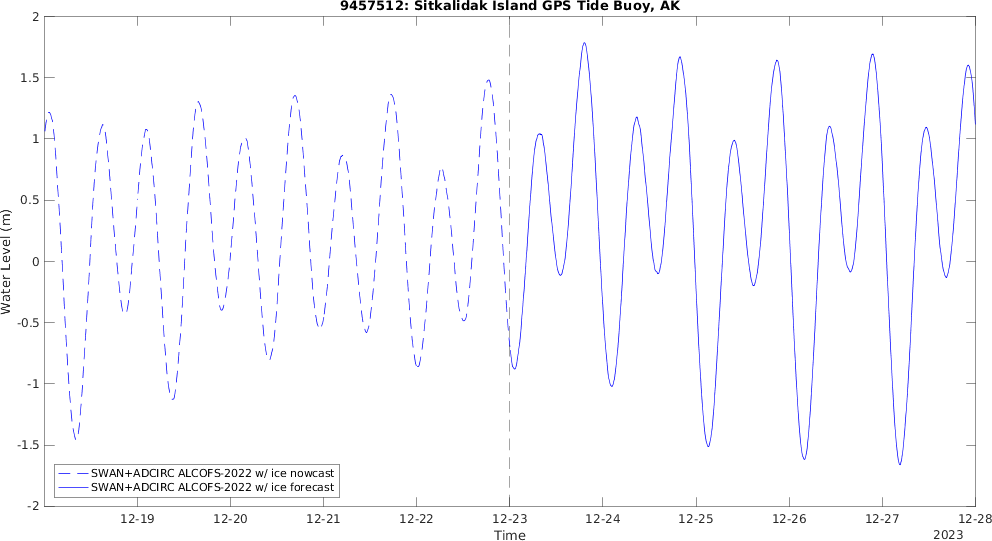 9457512: Sitkalidak Island GPS Tide Buoy, AK
2
1.5
1
0.5
0
-0.5
-1
-1.5
-2
Water Level (m)
SWAN+ADCIRC ALCOFS-2022 w/ ice nowcast
SWAN+ADCIRC ALCOFS-2022 w/ ice forecast
12-19 12-20 12-21 12-22 12-23 12-24 12-25 12-26 12-27 12-28
Time
2023